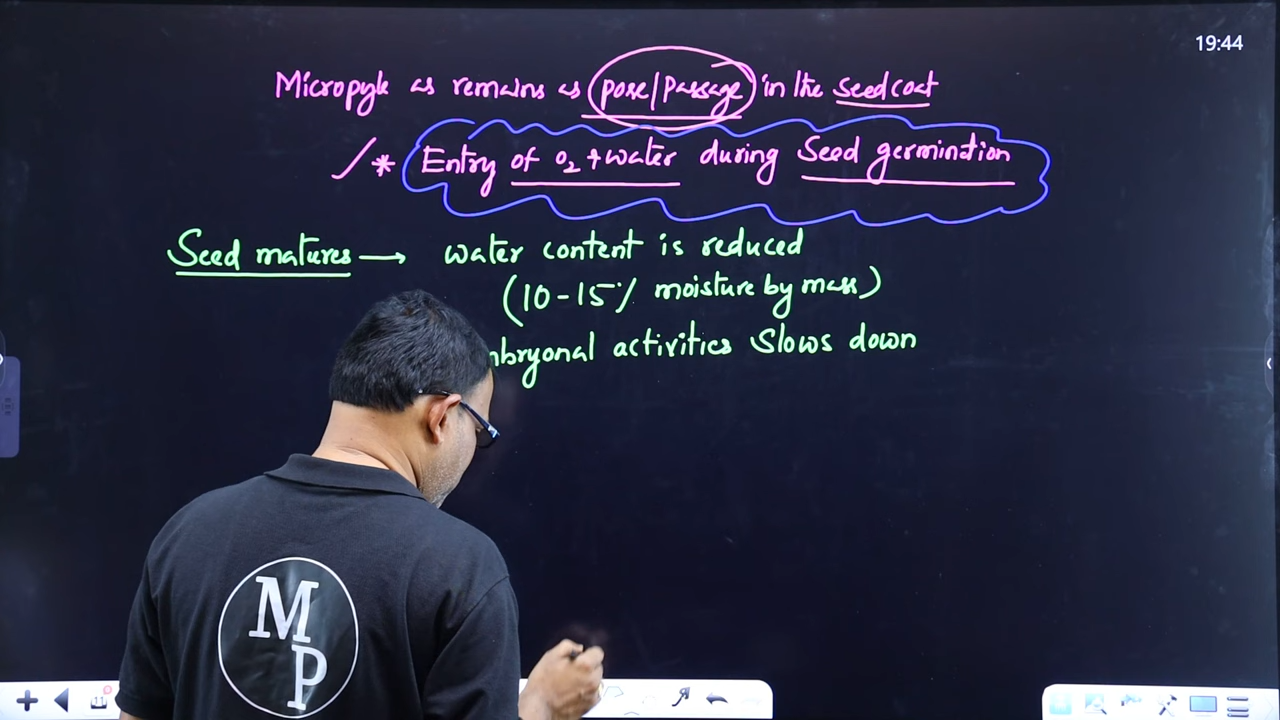 19:44
Micropyle as remains as (pore/passage) in the seedcoat
/* Entry of O2 + water during Seed germination
Seed matures → water content is reduced
(10-15% moisture by mass)
mbryonal activities slows down
M
P